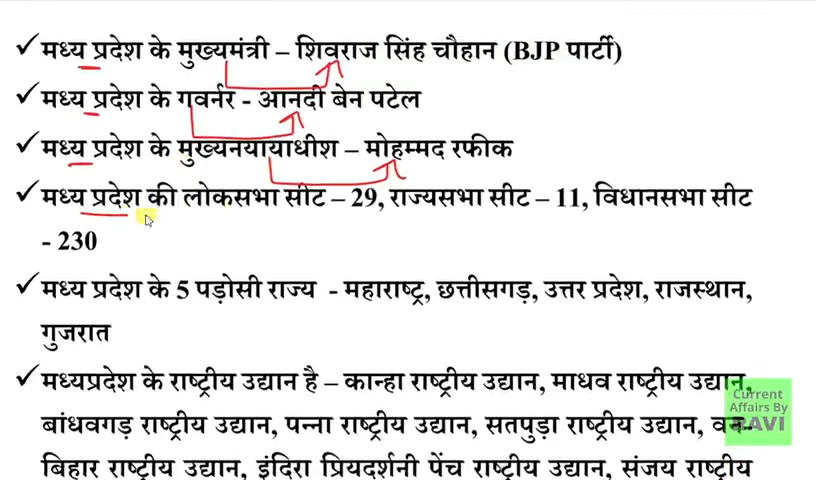 ✓ मध्य प्रदेश के मुख्यमंत्री – शिवराज सिंह चौहान (BJP पार्टी)
✓ मध्य प्रदेश के गवर्नर - आनदी बेन पटेल
✓ मध्य प्रदेश के मुख्यनयायाधीश – मोहम्मद रफीक
✓ मध्य प्रदेश की लोकसभा सीट – 29, राज्यसभा सीट – 11, विधानसभा सीट
- 230
✓ मध्य प्रदेश के 5 पड़ोसी राज्य - महाराष्ट्र, छत्तीसगड़, उत्तर प्रदेश, राजस्थान,
गुजरात
✓ मध्यप्रदेश के राष्ट्रीय उद्यान है – कान्हा राष्ट्रीय उद्यान, माधव राष्ट्रीय उद्यान,
बांधवगड़ राष्ट्रीय उद्यान, पन्ना राष्ट्रीय उद्यान, सतपुड़ा राष्ट्रीय उद्यान, वन-
बिहार राष्ट्रीय उद्यान, इंदिरा प्रियदर्शनी पेंच राष्ट्रीय उद्यान, संजय राष्ट्रीय
Current
Affairs By
RAVI